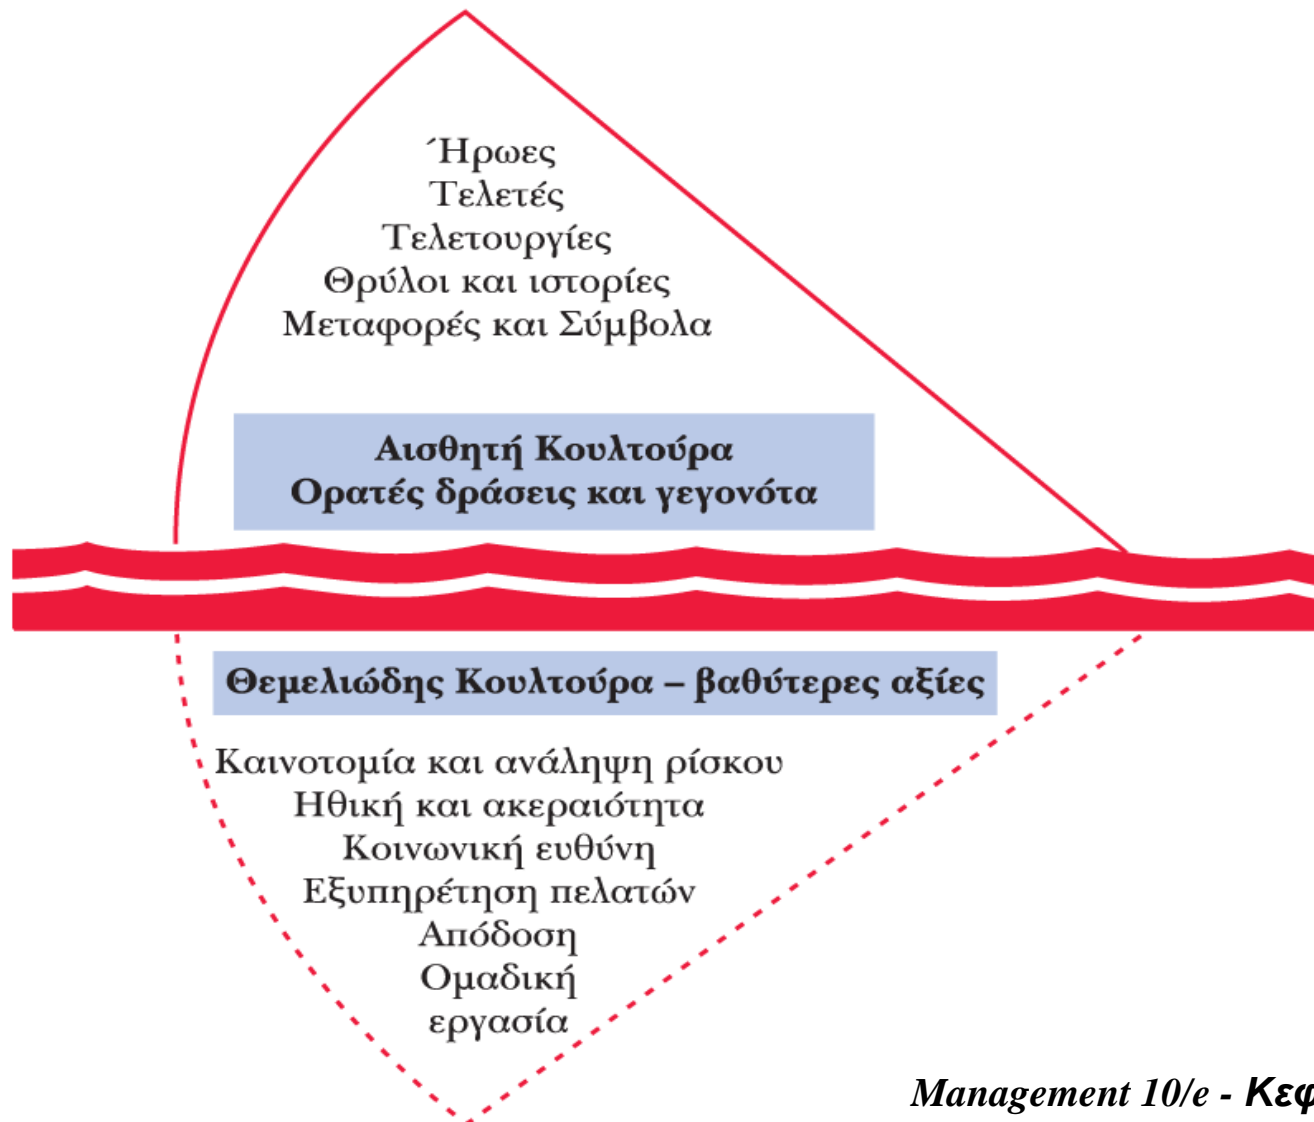 Ήρωες
Τελετές
Τελετουργίες
Θρύλοι και ιστορίες
Μεταφορές και Σύμβολα
Αισθητή Κουλτούρα
Ορατές δράσεις και γεγονότα
Θεμελιώδης Κουλτούρα – βαθύτερες αξίες
Καινοτομία και ανάληψη ρίσκου
Ηθική και ακεραιότητα
Κοινωνική ευθύνη
Εξυπηρέτηση πελατών
Απόδοση
Ομαδική
εργασία
Management 10/e -